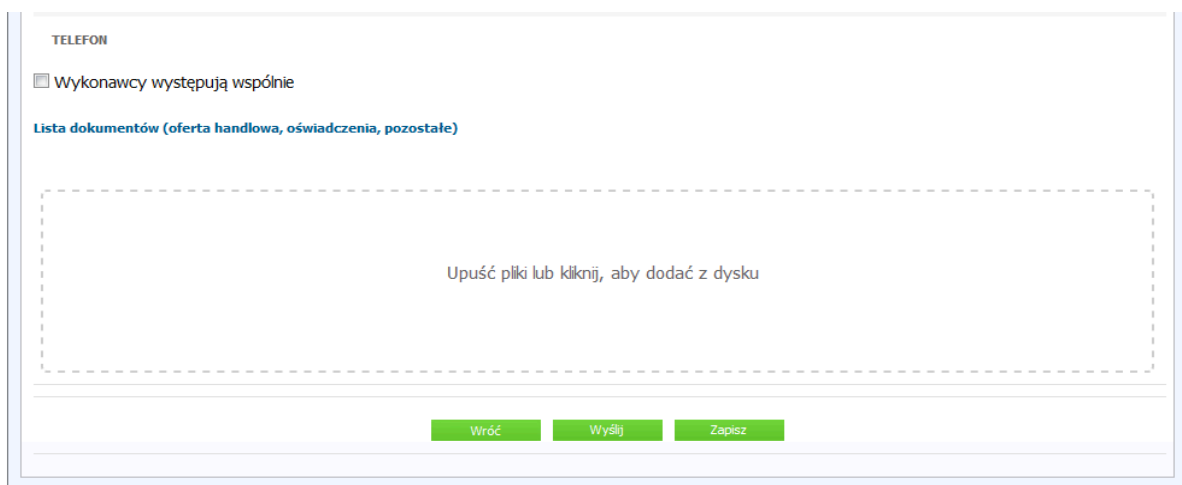 TELEFON
Wykonawcy występują wspólnie
Lista dokumentów (oferta handlowa, oświadczenia, pozostałe)
Upuść pliki lub kliknij, aby dodać z dysku
Wróć Wyślij Zapisz